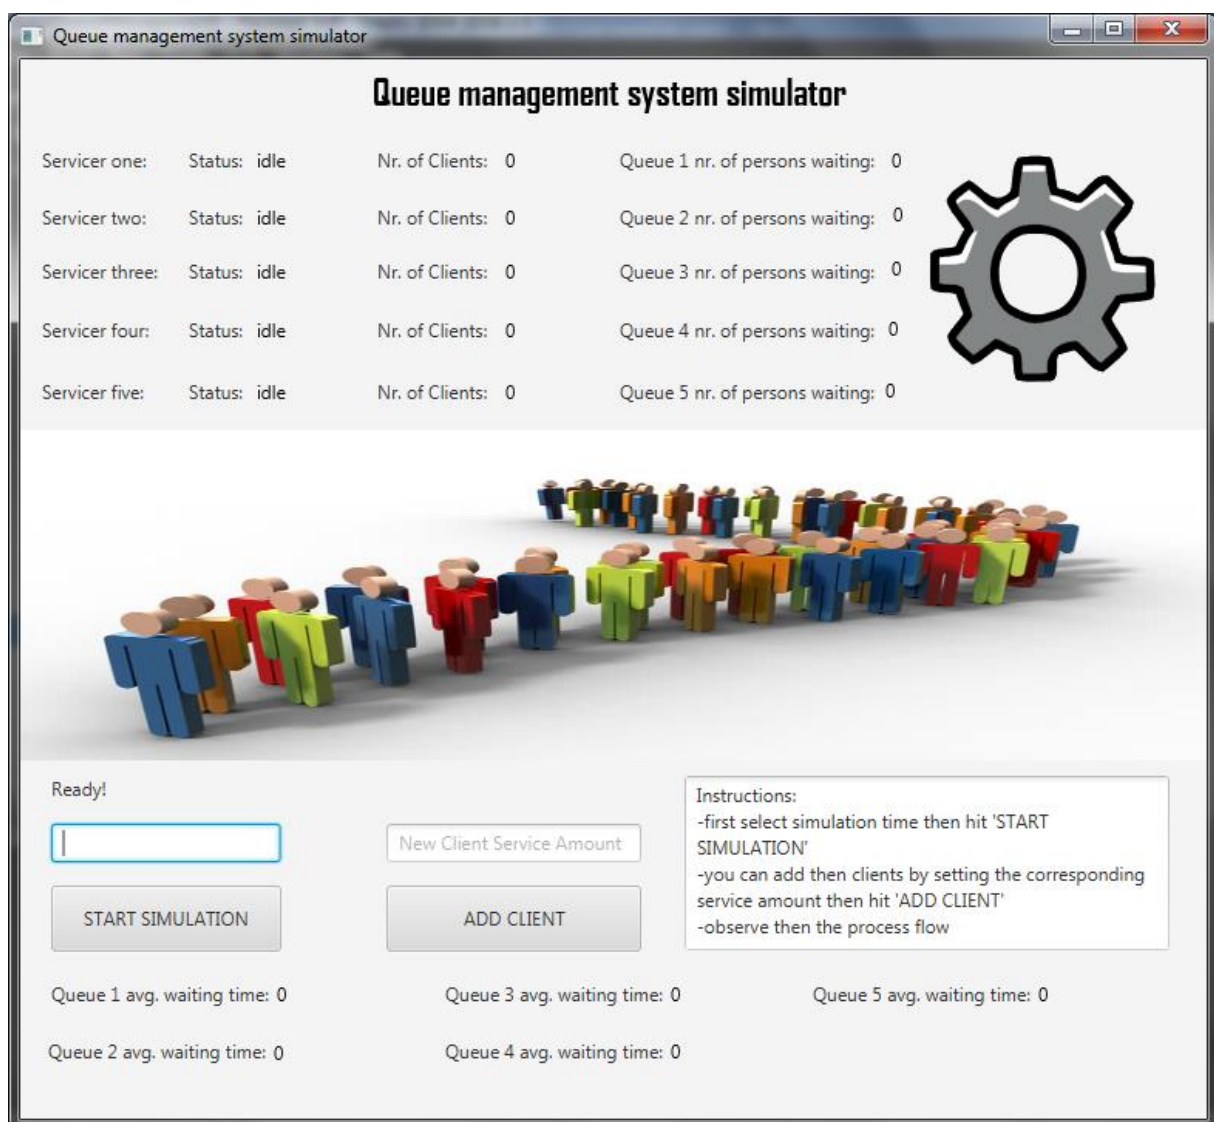 Queue management system simulator
Queue management system simulator
Servicer one: Status: idle Nr. of Clients: 0 Queue 1 nr. of persons waiting: 0
Servicer two: Status: idle Nr. of Clients: 0 Queue 2 nr. of persons waiting: 0
Servicer three: Status: idle Nr. of Clients: 0 Queue 3 nr. of persons waiting: 0
Servicer four: Status: idle Nr. of Clients: 0 Queue 4 nr. of persons waiting: 0
Servicer five: Status: idle Nr. of Clients: 0 Queue 5 nr. of persons waiting: 0
Ready!
New Client Service Amount
START SIMULATION
ADD CLIENT
Instructions:
-first select simulation time then hit 'START
SIMULATION'
-you can add then clients by setting the corresponding
service amount then hit 'ADD CLIENT'
-observe then the process flow
Queue 1 avg. waiting time: 0 Queue 3 avg. waiting time: 0 Queue 5 avg. waiting time: 0
Queue 2 avg. waiting time: 0 Queue 4 avg. waiting time: 0